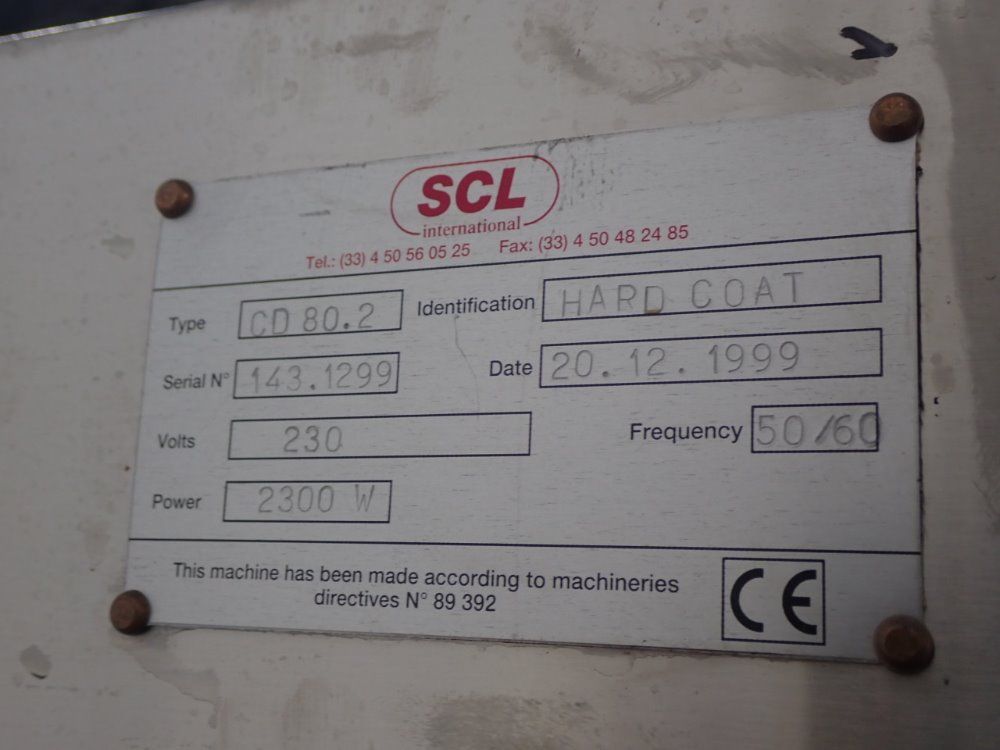 SCL
international
Tel.: (33) 4 50 56 05 25 Fax: (33) 4 50 48 24 85
Type CD 80.2 Identification HARD COAT
Serial N° 143.1299 Date 20.12.1999
Volts 230 Frequency 50/60
Power 2300 W
This machine has been made according to machineries
directives N° 89 392
CE